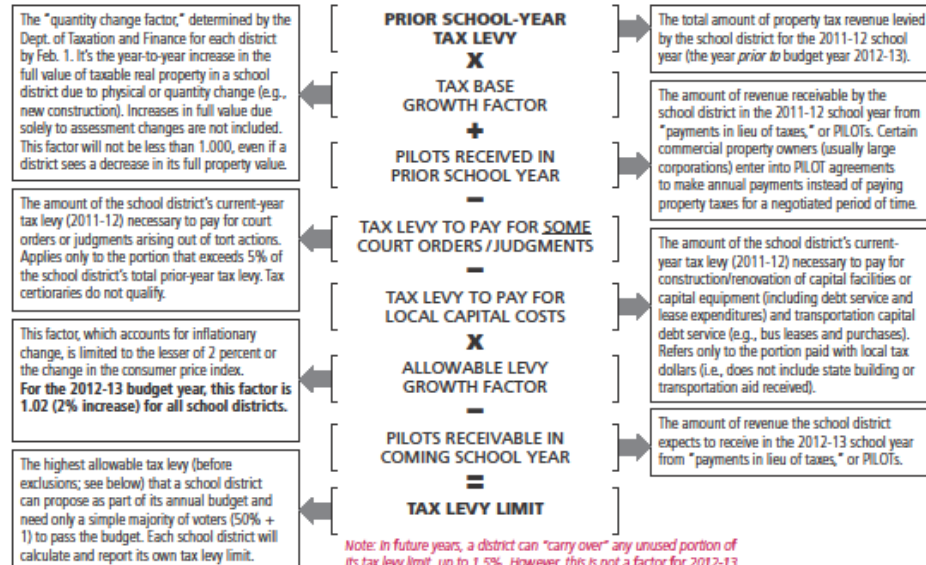 The "quantity change factor," determined by the
Dept. of Taxation and Finance for each district
by Feb. 1. It's the year-to-year increase in the
full value of taxable real property in a school
district due to physical or quantity change (e.g.,
new construction). Increases in full value due
solely to assessment changes are not included.
This factor will not be less than 1.000, even if a
district sees a decrease in its full property value.
The amount of the school district's current-year
tax levy (2011-12) necessary to pay for court
orders or judgments arising out of tort actions.
Applies only to the portion that exceeds 5% of
the school district's total prior-year tax levy. Tax
certioraries do not qualify.
This factor, which accounts for inflationary
change, is limited to the lesser of 2 percent or
the change in the consumer price index.
For the 2012-13 budget year, this factor is
1.02 (2% increase) for all school districts.
The highest allowable tax levy (before
exclusions; see below) that a school district
can propose as part of its annual budget and
need only a simple majority of voters (50% +
1) to pass the budget. Each school district will
calculate and report its own tax levy limit.
PRIOR SCHOOL-YEAR
TAX LEVY
X
TAX BASE
GROWTH FACTOR
+
PILOTS RECEIVED IN
PRIOR SCHOOL YEAR
–
TAX LEVY TO PAY FOR SOME
COURT ORDERS/JUDGMENTS
–
TAX LEVY TO PAY FOR
LOCAL CAPITAL COSTS
X
ALLOWABLE LEVY
GROWTH FACTOR
–
PILOTS RECEIVABLE IN
COMING SCHOOL YEAR
=
TAX LEVY LIMIT
Note: In future years, a district can "carry over" any unused portion of
its tax levy limit, up to 1.5%. However, this is not a factor for 2012-13
The total amount of property tax revenue levied
by the school district for the 2011-12 school
year (the year prior to budget year 2012-13).
The amount of revenue receivable by the
school district in the 2011-12 school year from
"payments in lieu of taxes," or PILOTs. Certain
commercial property owners (usually large
corporations) enter into PILOT agreements
to make annual payments instead of paying
property taxes for a negotiated period of time.
The amount of the school district's current-
year tax levy (2011-12) necessary to pay for
construction/renovation of capital facilities or
capital equipment (including debt service and
lease expenditures) and transportation capital
debt service (e.g., bus leases and purchases).
Refers only to the portion paid with local tax
dollars (i.e., does not include state building or
transportation aid received).
The amount of revenue the school district
expects to receive in the 2012-13 school year
from "payments in lieu of taxes," or PILOTs.